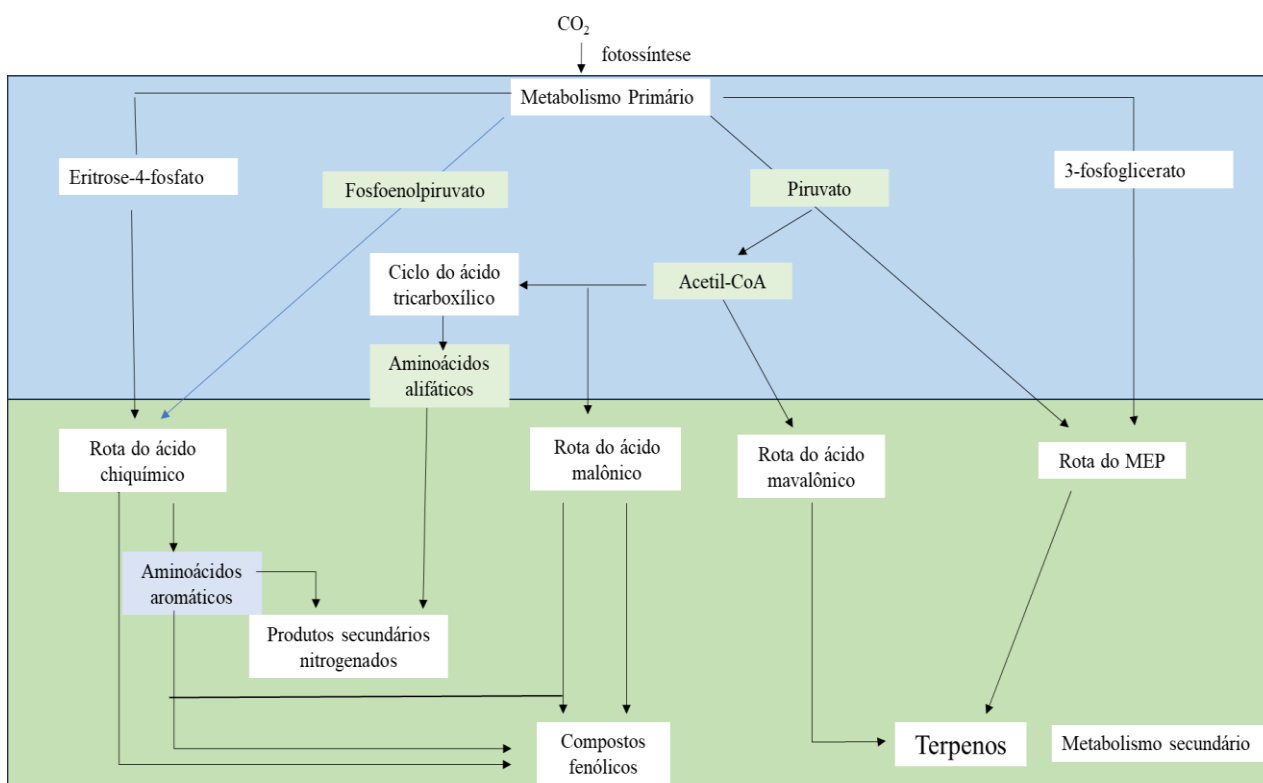 CO₂
fotossíntese
Metabolismo Primário
Eritrose-4-fosfato
Fosfoenolpiruvato
Piruvato
3-fosfoglicerato
Ciclo do ácido
tricarboxílico
Acetil-CoA
Aminoácidos
alifáticos
Rota do ácido
chiquímico
Rota do ácido
malônico
Rota do ácido
mavalônico
Rota do MEP
Aminoácidos
aromáticos
Produtos secundários
nitrogenados
Compostos
fenólicos
Terpenos
Metabolismo secundário